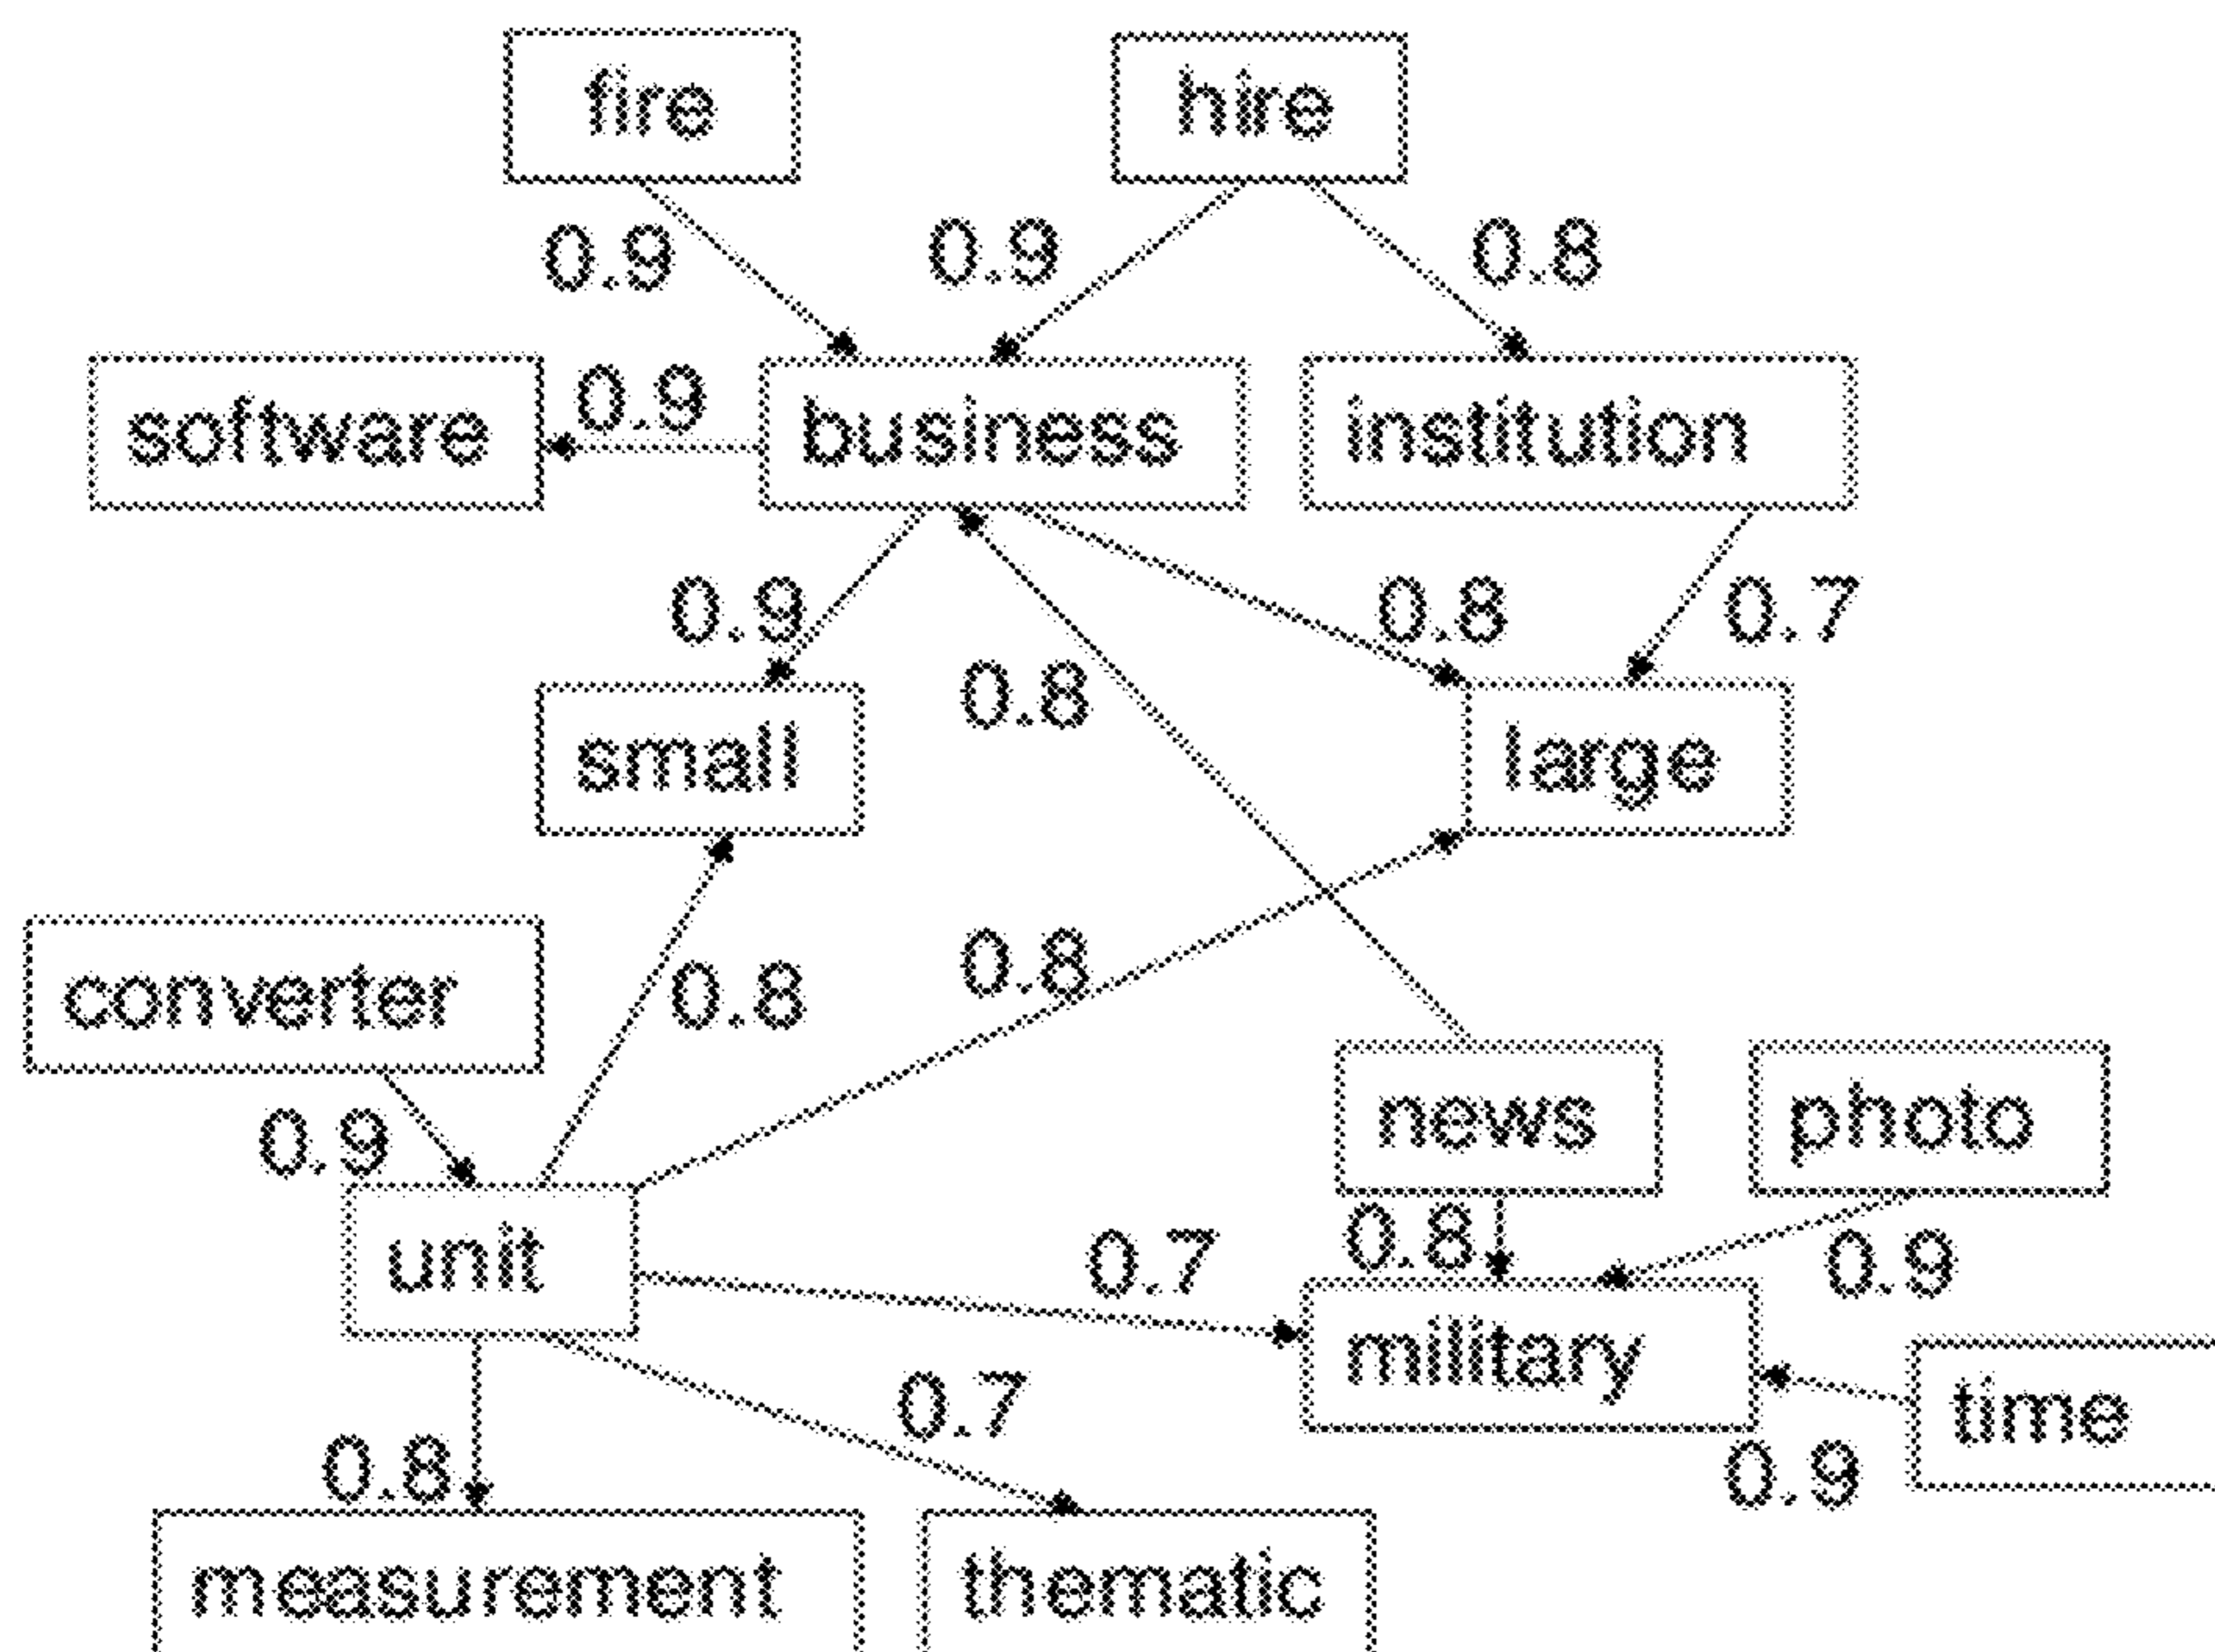 fire hire
0.9 0.9 0.8
software 0.9 business institution
0.9 0.8 0.7
0.8
small large
converter 0.8 0.8
0.9 news photo
unit 0.7 0.8 0.9
military
0.7 time
0.8 0.9
measurement thematic